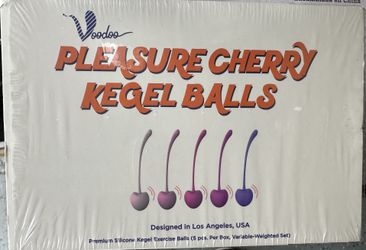 Voodoo
PLEASURE CHERRY
KEGEL BALLS
Designed in Los Angeles, USA
Premium Silicone Kegel Exercise Balls (5 pcs. Per Box, Variable-Weighted Set)